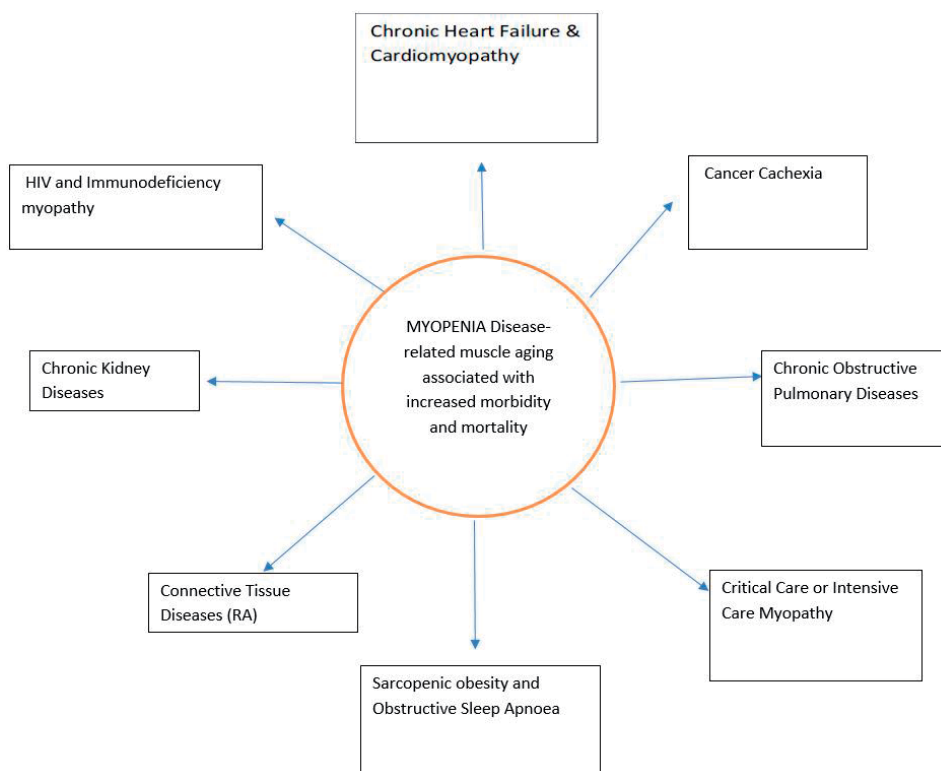 Chronic Heart Failure &
Cardiomyopathy
HIV and Immunodeficiency
myopathy
Cancer Cachexia
MYOPENIA Disease-
related muscle aging
associated with
increased morbidity
and mortality
Chronic Kidney
Diseases
Chronic Obstructive
Pulmonary Diseases
Connective Tissue
Diseases (RA)
Critical Care or Intensive
Care Myopathy
Sarcopenic obesity and
Obstructive Sleep Apnoea